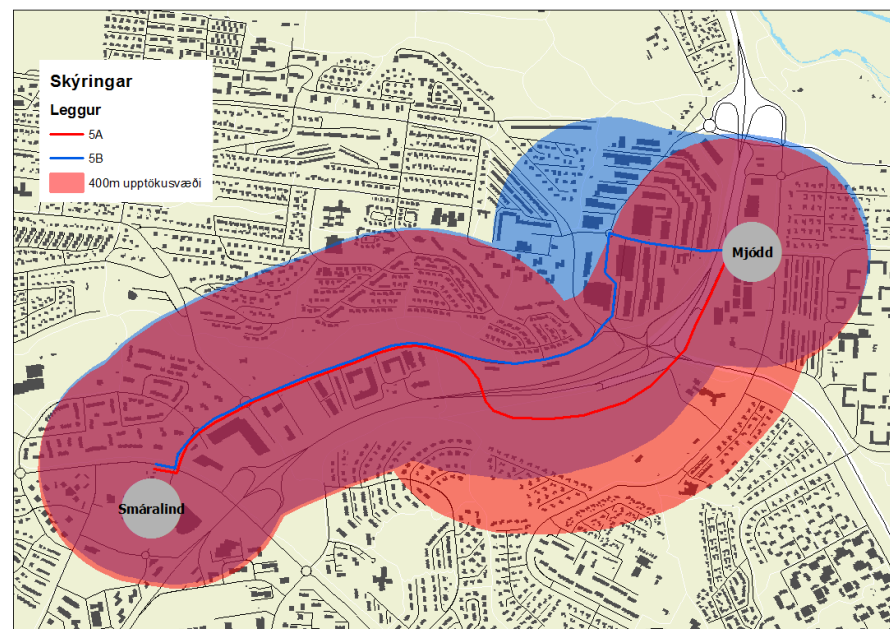 Skýringar
Leggur
5A
5B
400m upptökusvæði
Mjódd
Smáralind